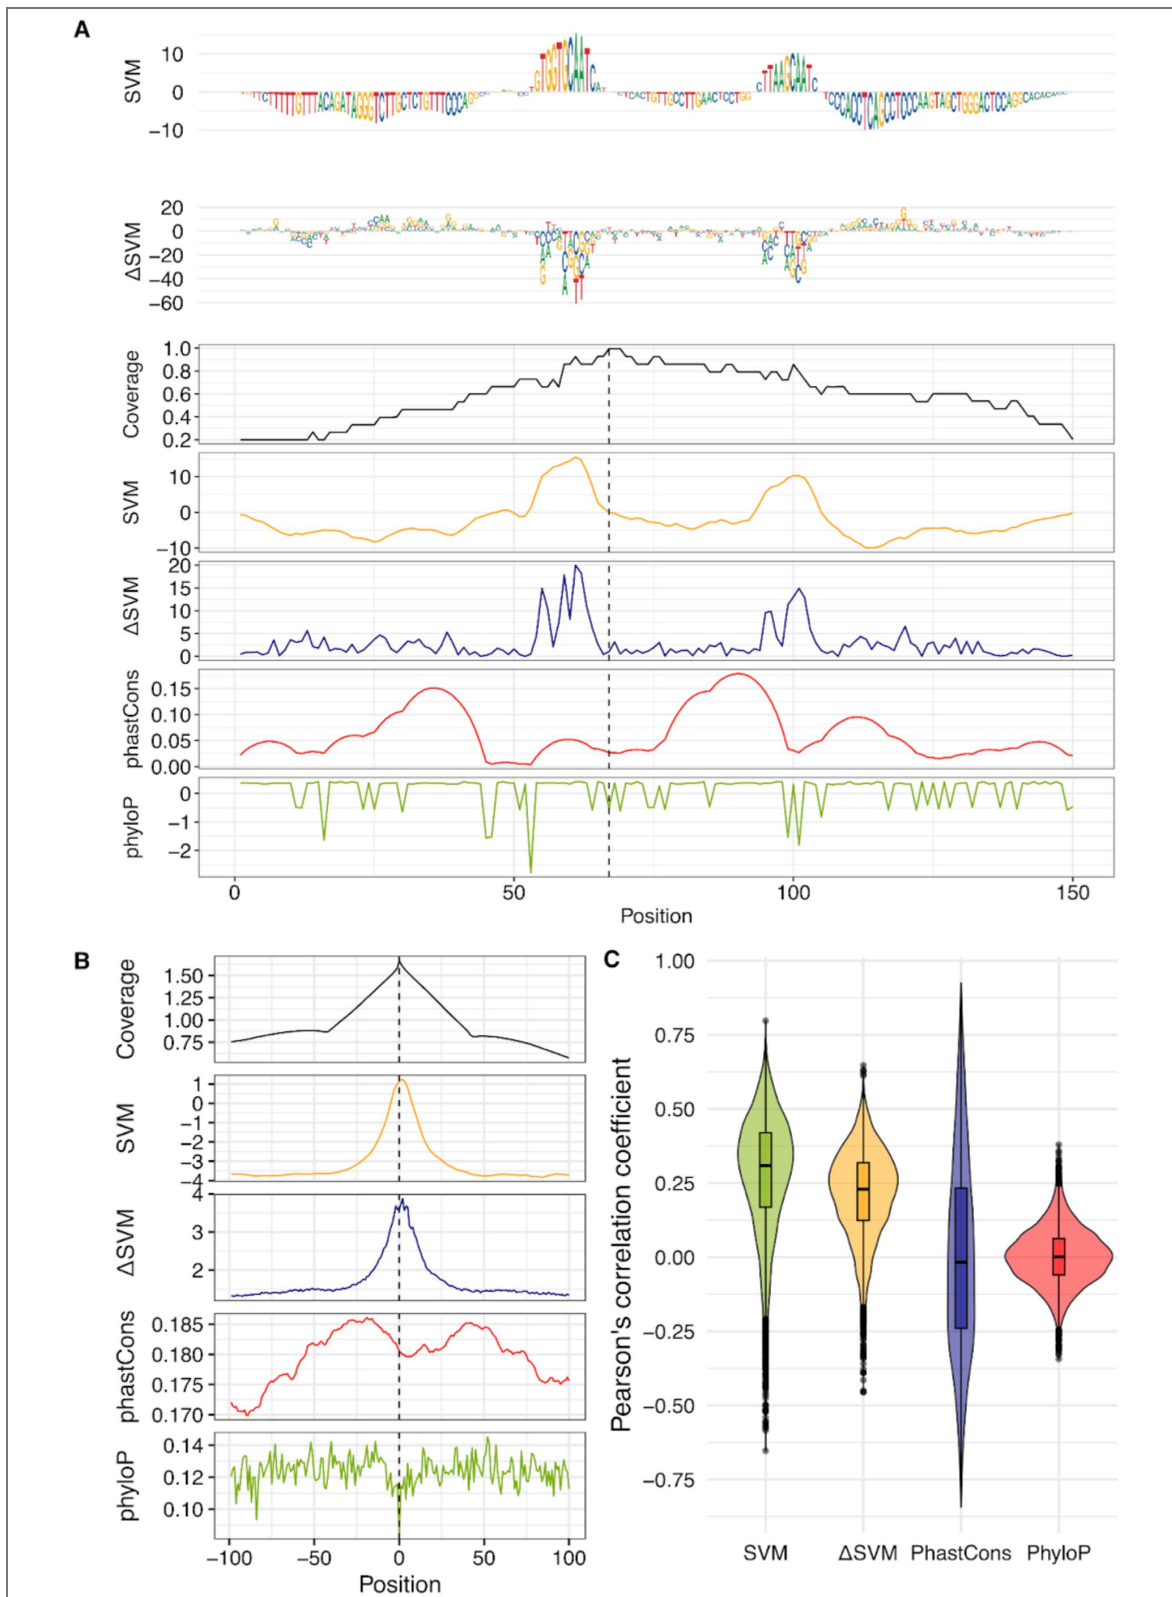 A
SVM
10
0
−10
ΔSVM
20
0
−20
−40
−60
Coverage
1.0
0.8
0.6
0.4
0.2
SVM
10
0
−10
ΔSVM
20
15
10
5
0
phastCons
0.15
0.10
0.05
0.00
phyloP
0
−1
−2
0 50 100 150
Position
B
Coverage
1.50
1.25
1.00
0.75
SVM
1
0
−1
−2
−3
−4
ΔSVM
4
3
2
phastCons
0.185
0.180
0.175
0.170
phyloP
0.14
0.12
0.10
−100 −50 0 50 100
Position
C
Pearson's correlation coefficient
1.00
0.75
0.50
0.25
0.00
−0.25
−0.50
−0.75
SVM ΔSVM PhastCons PhyloP